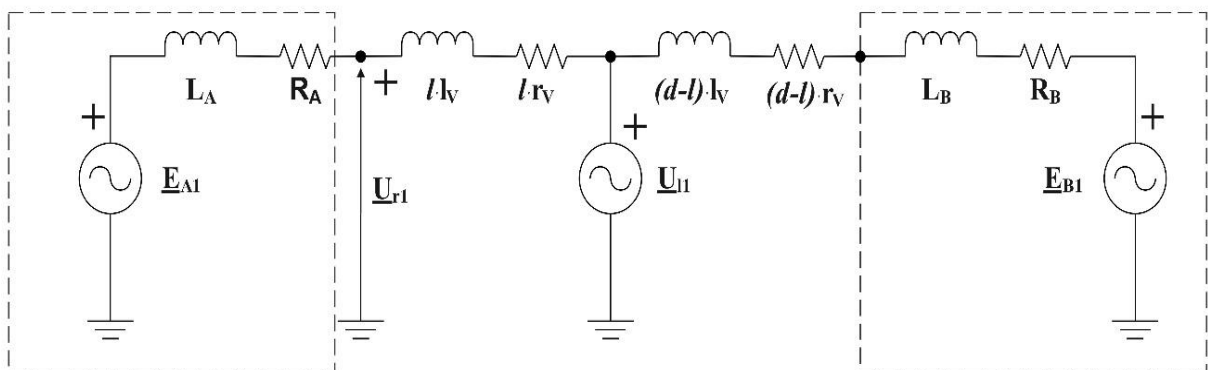 L_A R_A + l·l_V l·r_V (d-l)·l_V (d-l)·r_V L_B R_B
+ + +
E_A1 U_r1 U_l1 E_B1